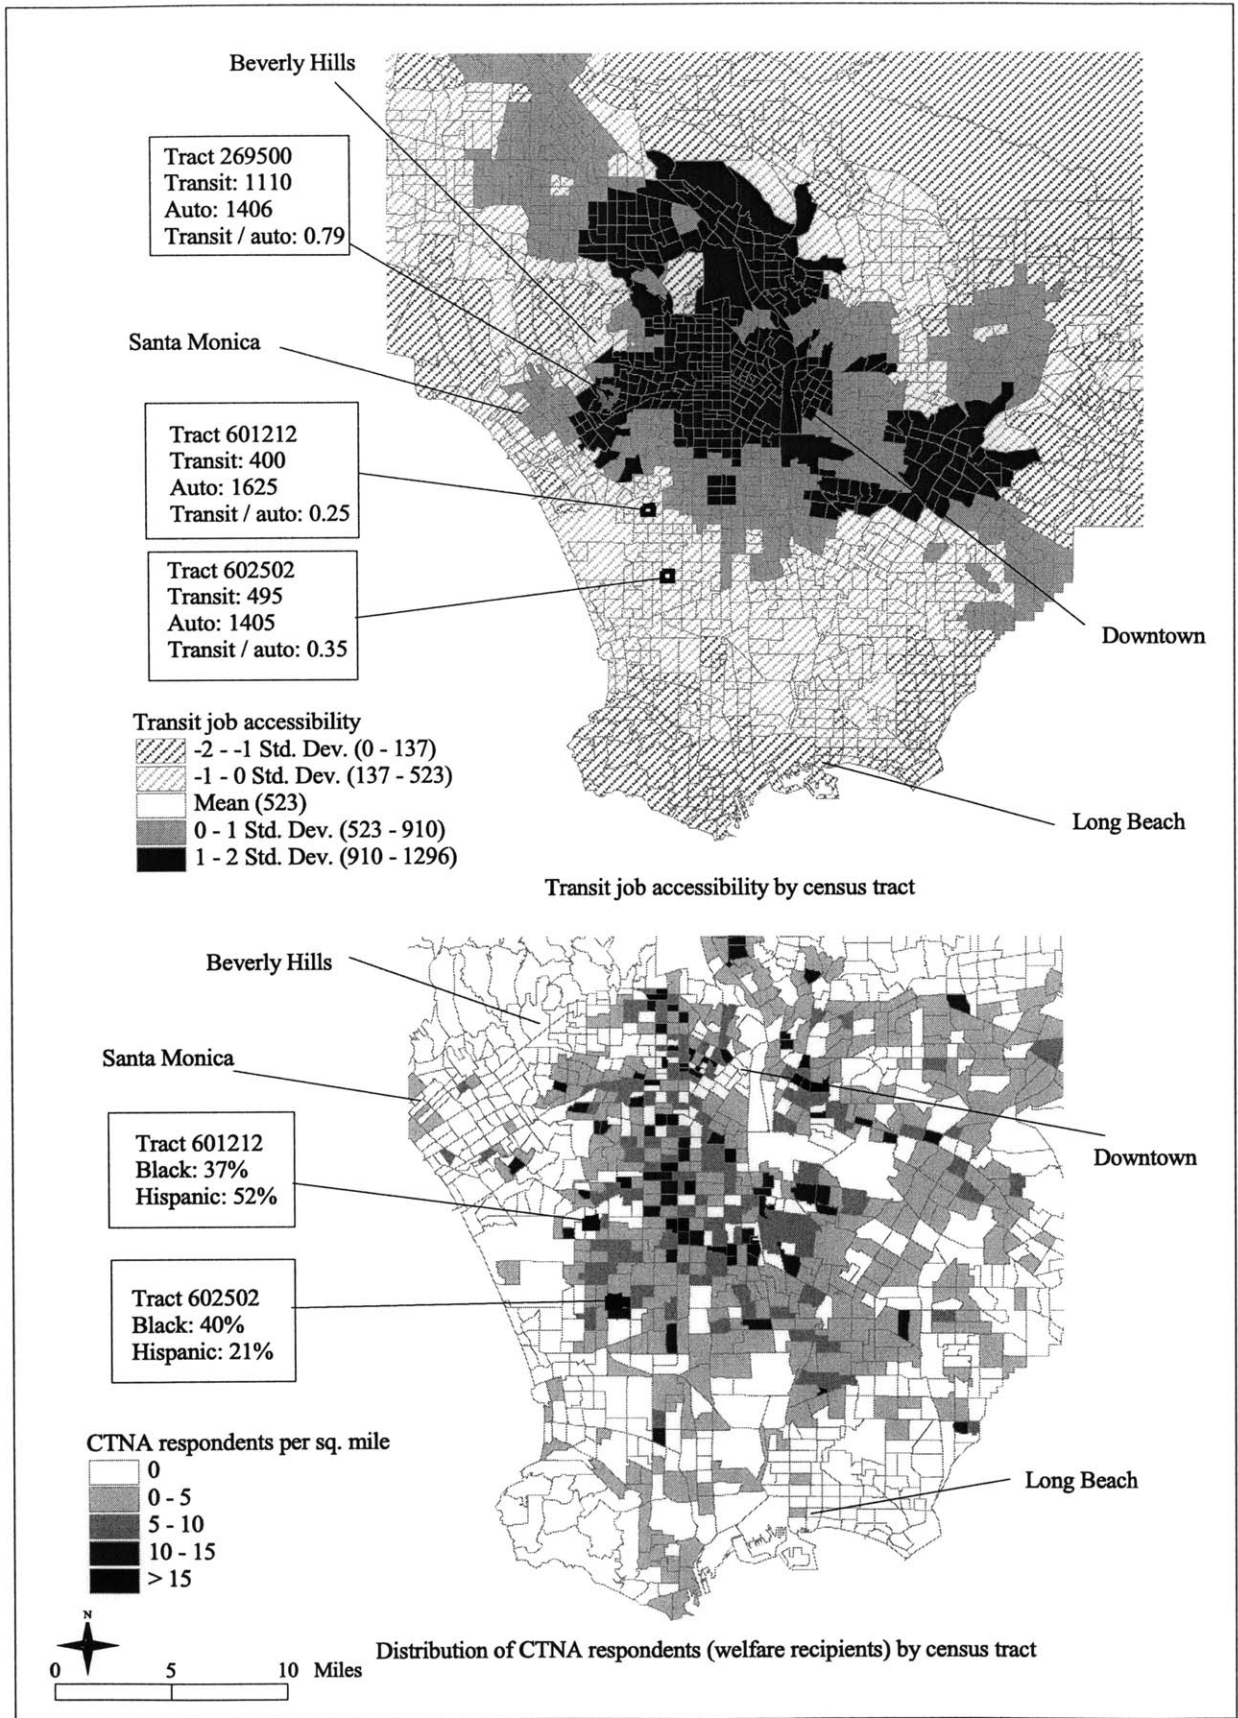 Beverly Hills
Tract 269500
Transit: 1110
Auto: 1406
Transit / auto: 0.79
Santa Monica
Tract 601212
Transit: 400
Auto: 1625
Transit / auto: 0.25
Tract 602502
Transit: 495
Auto: 1405
Transit / auto: 0.35
Downtown
Transit job accessibility
-2 - -1 Std. Dev. (0 - 137)
-1 - 0 Std. Dev. (137 - 523)
Mean (523)
0 - 1 Std. Dev. (523 - 910)
1 - 2 Std. Dev. (910 - 1296)
Long Beach
Transit job accessibility by census tract
Beverly Hills
Santa Monica
Tract 601212
Black: 37%
Hispanic: 52%
Downtown
Tract 602502
Black: 40%
Hispanic: 21%
CTNA respondents per sq. mile
0
0 - 5
5 - 10
10 - 15
> 15
Long Beach
N
0 5 10 Miles
Distribution of CTNA respondents (welfare recipients) by census tract